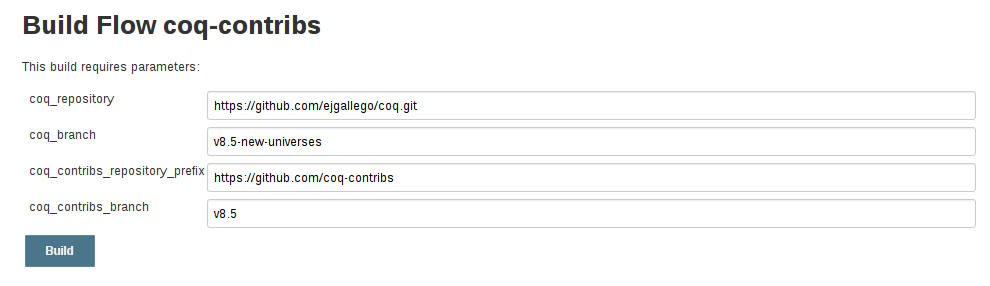 Build Flow coq-contribs
This build requires parameters:
coq_repository https://github.com/ejgallego/coq.git
coq_branch v8.5-new-universes
coq_contribs_repository_prefix https://github.com/coq-contribs
coq_contribs_branch v8.5
Build